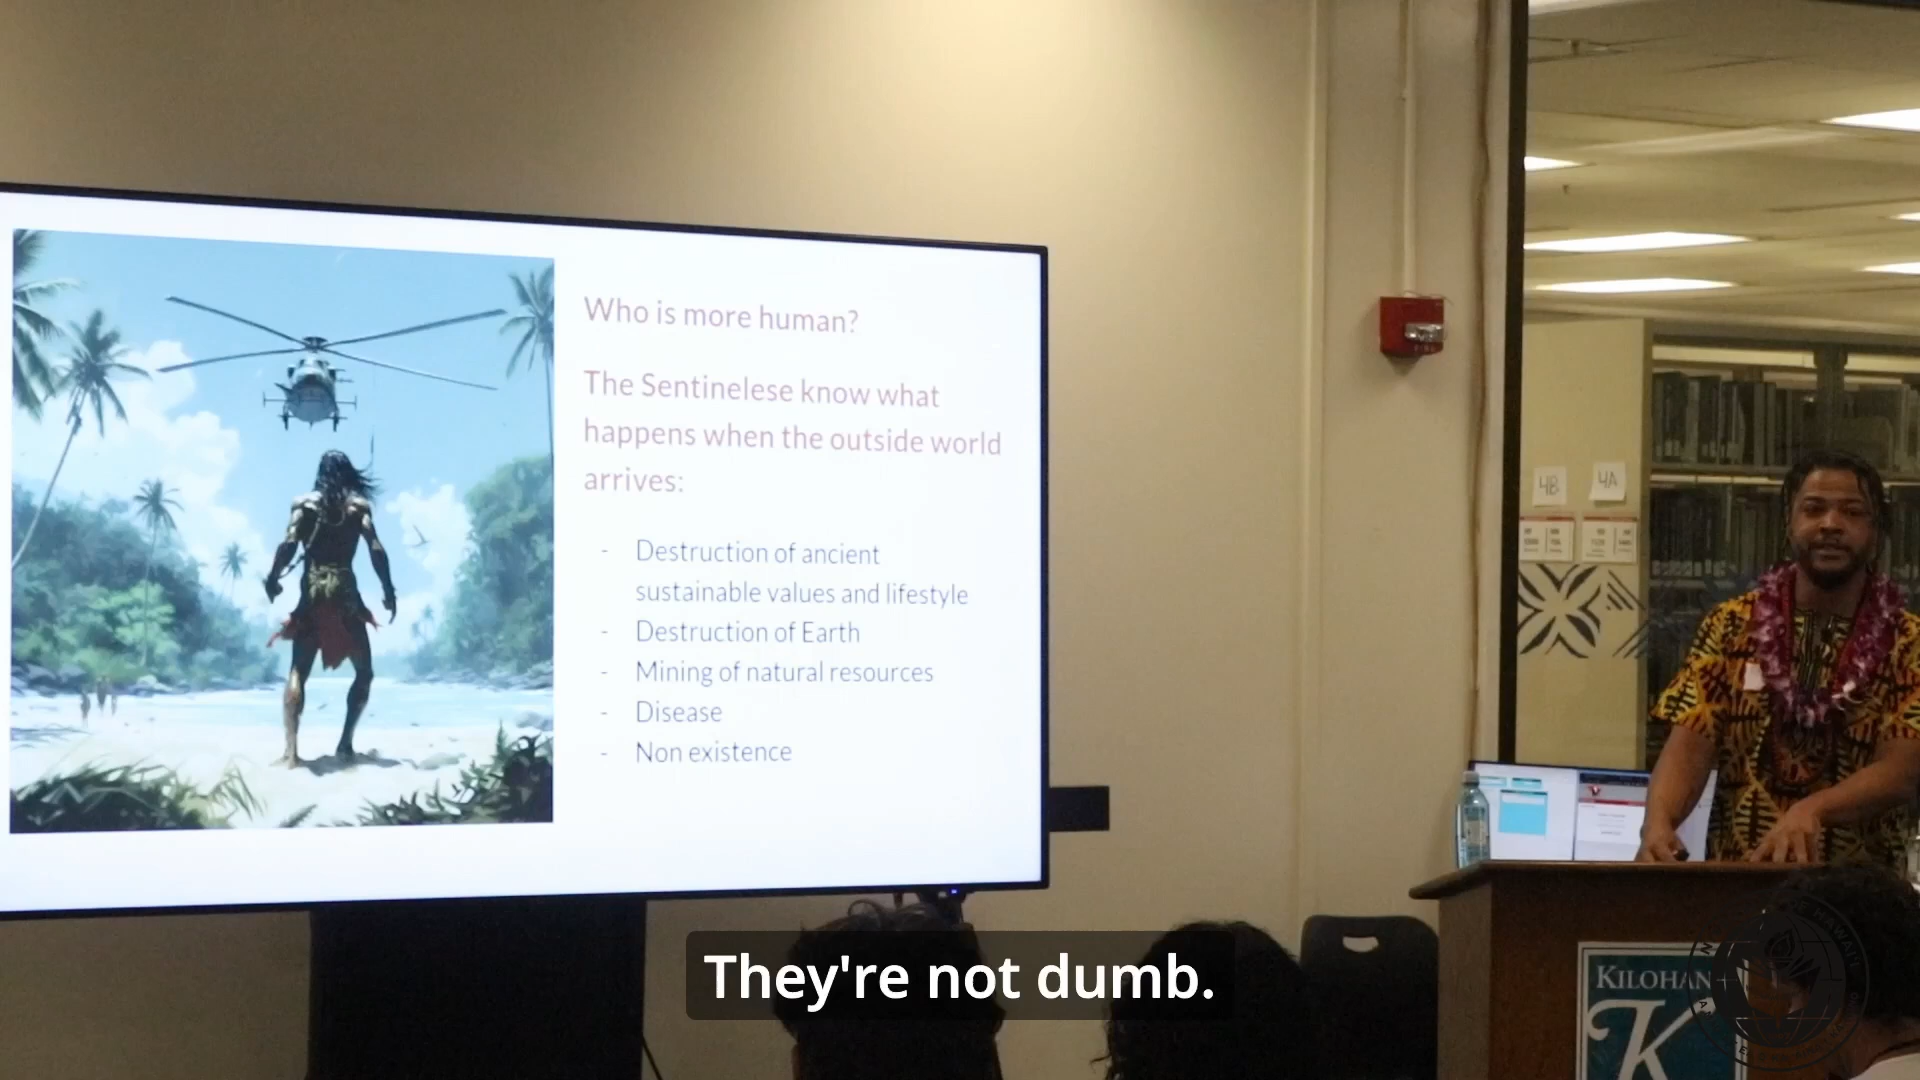 Who is more human?
The Sentinelese know what
happens when the outside world
arrives:
- Destruction of ancient
sustainable values and lifestyle
- Destruction of Earth
- Mining of natural resources
- Disease
- Non existence
4B
4A
They're not dumb.
KILOHAN
K